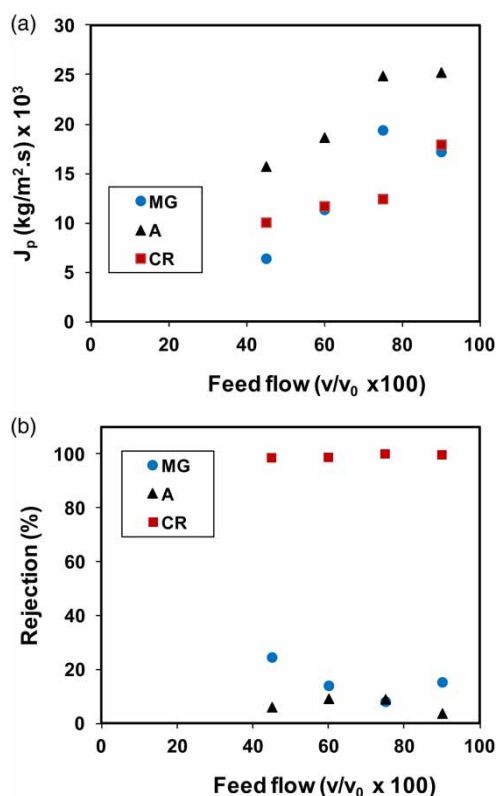 (a)
30
25
20
15
10
5
0
J_p (kg/m².s) x 10³
MG
A
CR
0 20 40 60 80 100
Feed flow (v/v₀ x100)
(b)
100
80
60
40
20
0
Rejection (%)
MG
A
CR
0 20 40 60 80 100
Feed flow (v/v₀ x 100)